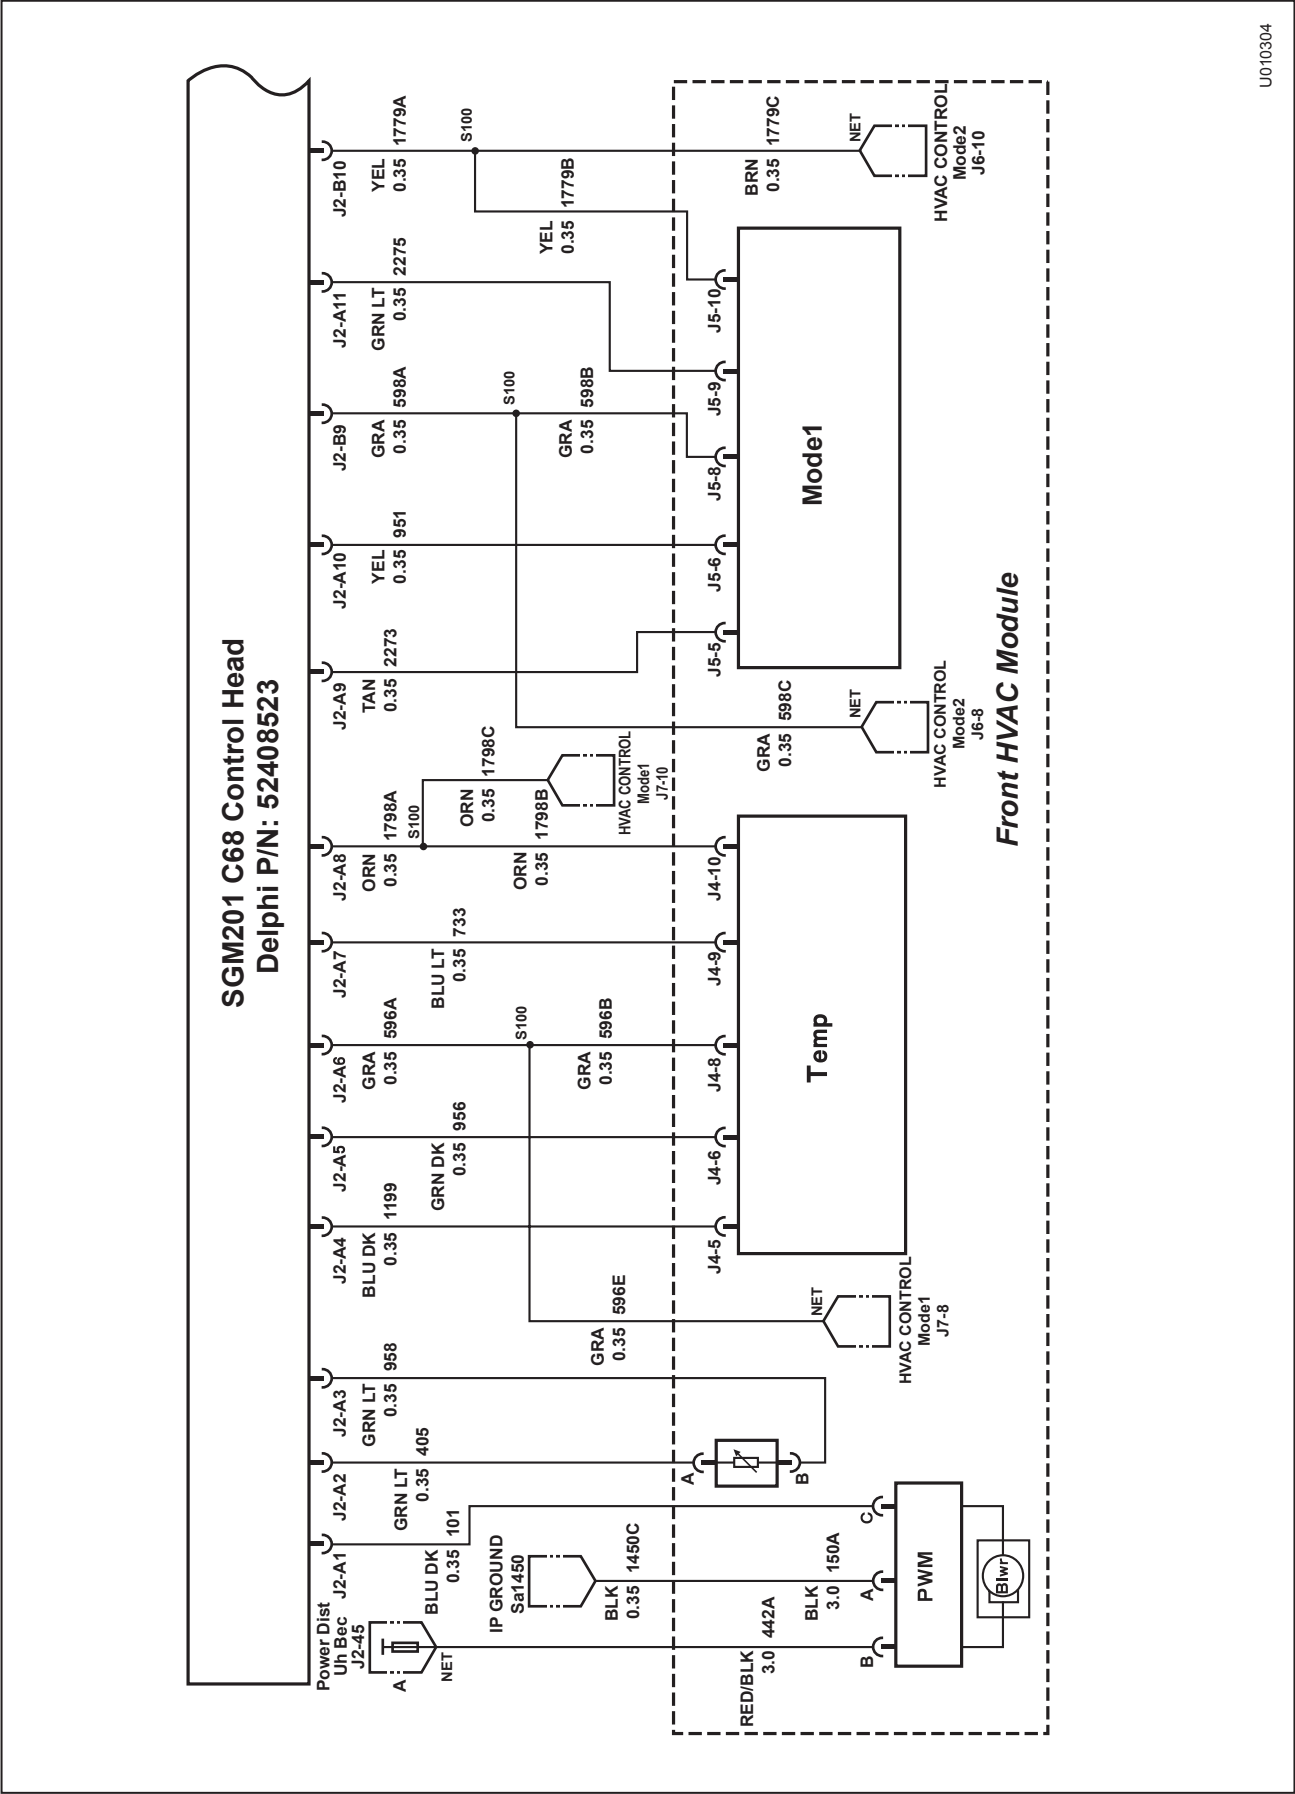 SGM201 C68 Control Head
Delphi P/N: 52408523
Power Dist
Uh Bec
J2-45
A
NET
J2-A1
BLU DK
0.35 101
J2-A2
GRN LT
0.35 405
J2-A3
GRN LT
0.35 958
J2-A4
BLU DK
0.35 1199
J2-A5
GRN DK
0.35 956
J2-A6
GRA
0.35 596A
J2-A7
BLU LT
0.35 733
J2-A8
ORN
0.35 1798A
J2-A9
TAN
0.35 2273
J2-A10
YEL
0.35 951
J2-B9
GRA
0.35 598A
J2-A11
GRN LT
0.35 2275
J2-B10
YEL
0.35 1779A
IP GROUND
Sa1450
BLK
0.35 1450C
S100
GRA
0.35 596B
GRA
0.35 596E
S100
ORN
0.35 1798C
ORN
0.35 1798B
HVAC CONTROL
Mode1
J7-10
S100
GRA
0.35 598B
S100
YEL
0.35 1779B
RED/BLK
3.0 442A
BLK
3.0 150A
B
A
C
PWM
Blwr
A
B
NET
HVAC CONTROL
Mode1
J7-8
J4-5
J4-6
J4-8
J4-9
J4-10
Temp
GRA
0.35 598C
NET
HVAC CONTROL
Mode2
J6-8
J5-5
J5-6
J5-8
J5-9
J5-10
Mode1
BRN
0.35 1779C
NET
HVAC CONTROL
Mode2
J6-10
Front HVAC Module
U010304